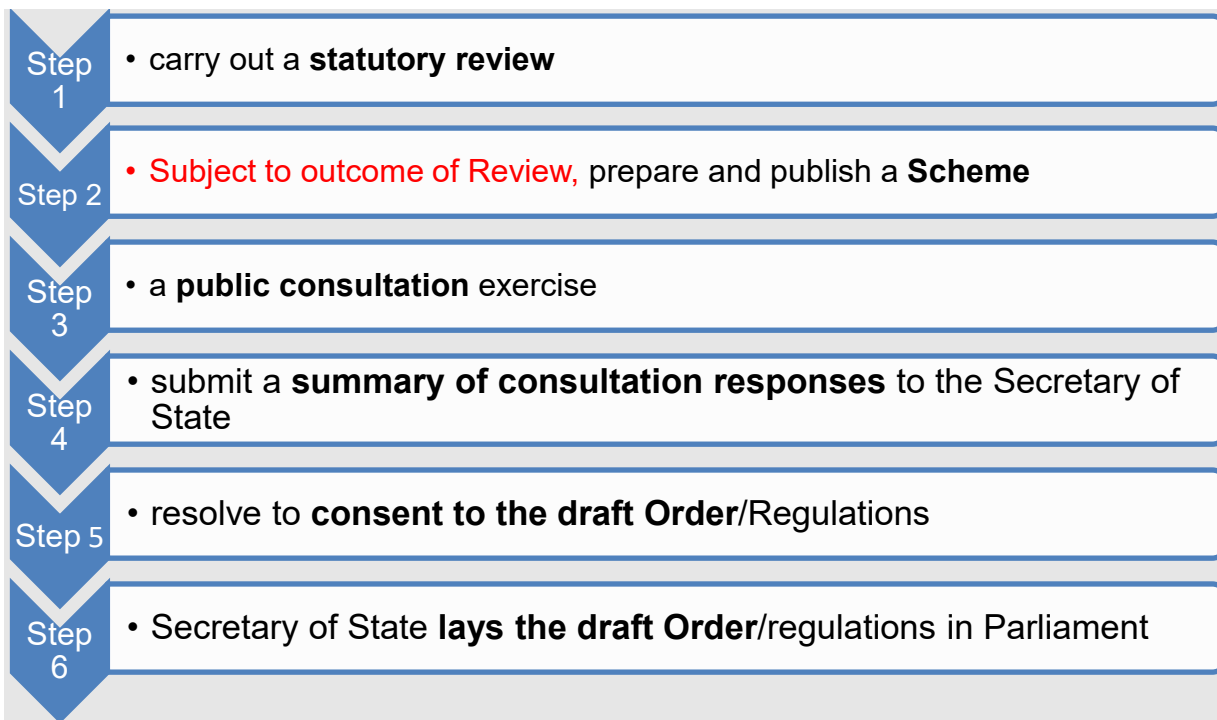 Step
1
• carry out a statutory review
Step 2
• Subject to outcome of Review, prepare and publish a Scheme
Step
3
• a public consultation exercise
Step
4
• submit a summary of consultation responses to the Secretary of
State
Step 5
• resolve to consent to the draft Order/Regulations
Step
6
• Secretary of State lays the draft Order/regulations in Parliament